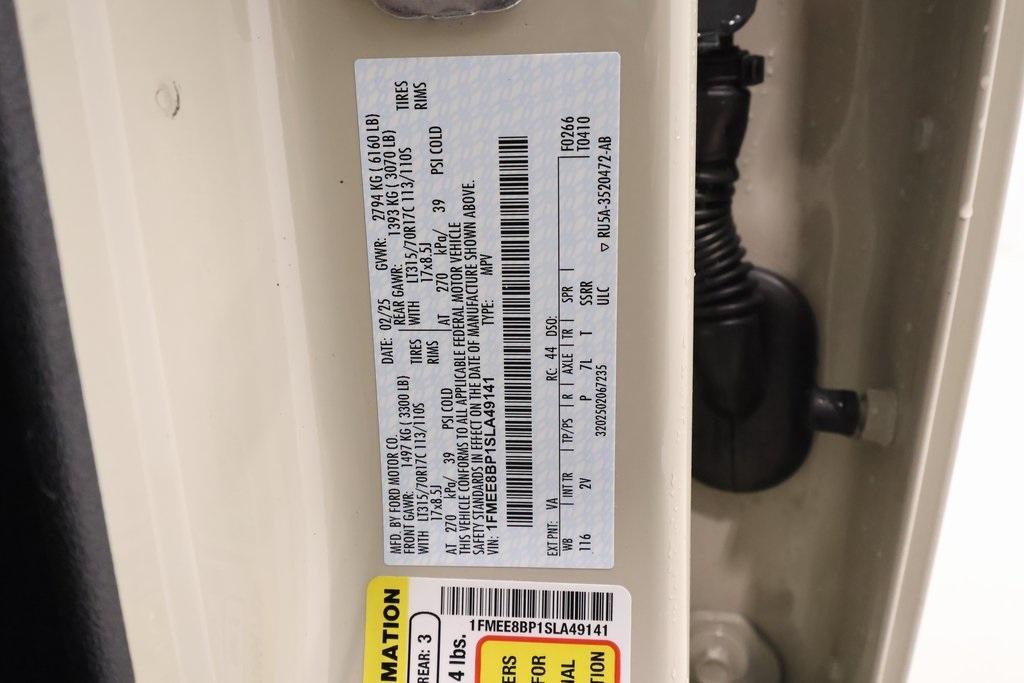 MFD. BY FORD MOTOR CO.
DATE: 02/25 GVWR: 2794 KG ( 6160 LB)
FRONT GAWR: 1497 KG ( 3300 LB)
REAR GAWR: 1393 KG ( 3070 LB)
WITH LT315/70R17C 113/110S TIRES
WITH LT315/70R17C 113/110S TIRES
17x8.5J RIMS
17x8.5J RIMS
AT 270 kPa/ 39 PSI COLD
AT 270 kPa/ 39 PSI COLD
THIS VEHICLE CONFORMS TO ALL APPLICABLE FEDERAL MOTOR VEHICLE
SAFETY STANDARDS IN EFFECT ON THE DATE OF MANUFACTURE SHOWN ABOVE.
VIN: 1FMEE8BP1SLA49141 TYPE: MPV
EXT PNT: VA RC: 44 DSO: F0266
WB INT TR TP/PS R AXLE TR SPR T0410
116 2V P 7L T SSRR
3202502067235 ULC ▽ RU5A-3520472-AB
1FMEE8BP1SLA49141
MATION
REAR: 3
4 lbs.
ERS
FOR
NAL
TION